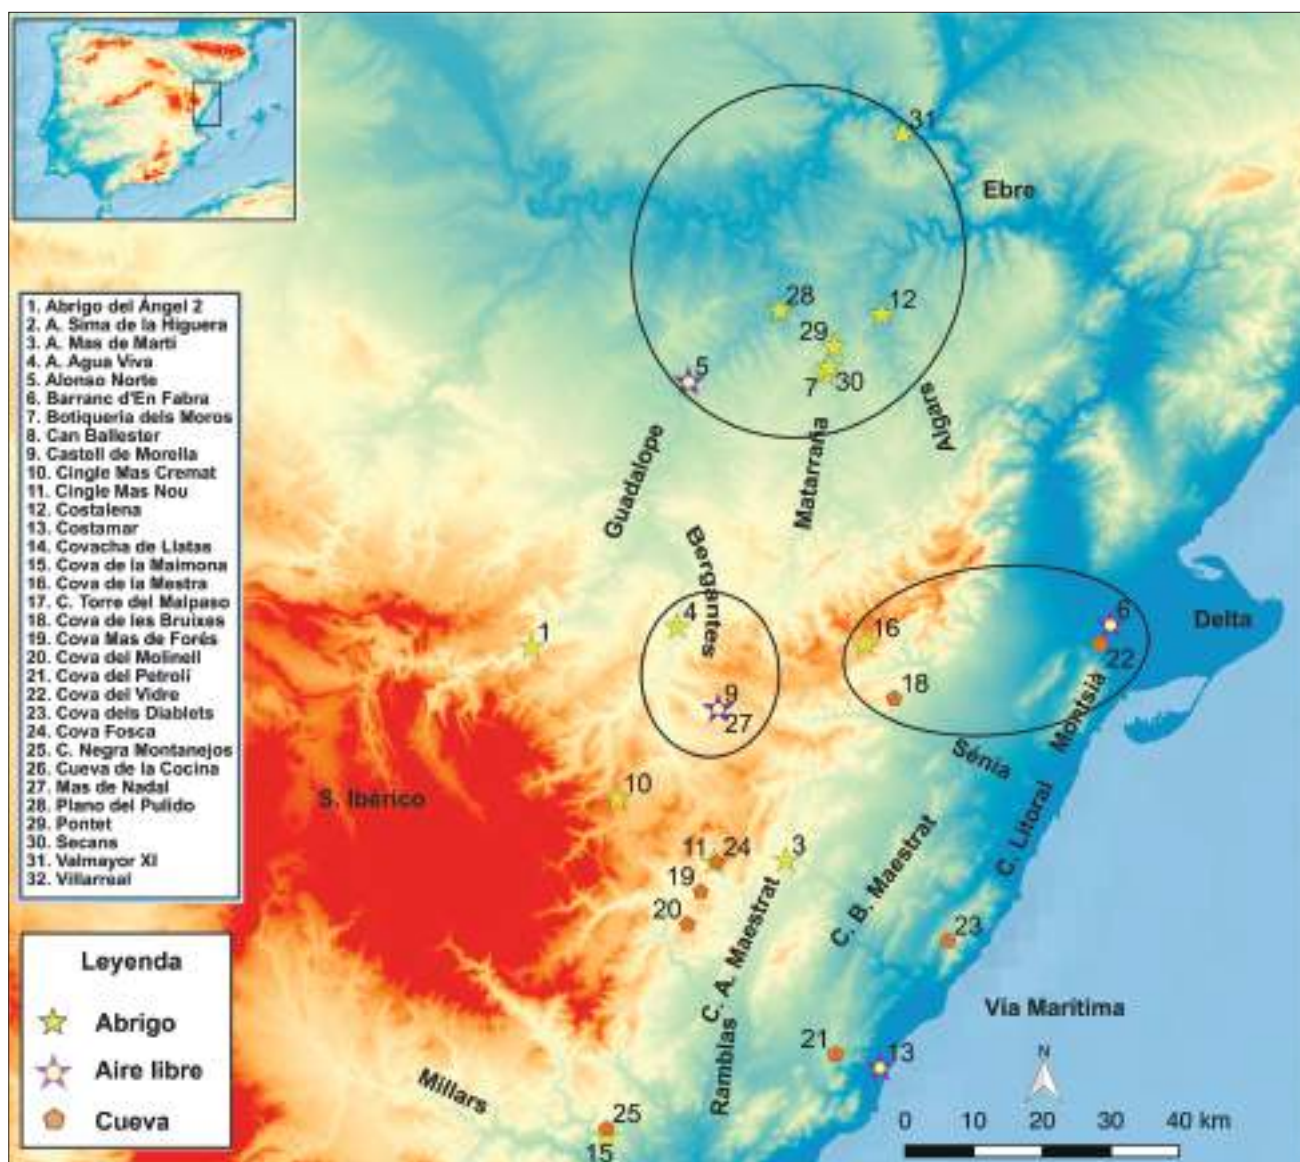 31
Ebre
28
12
29
5
7
30
Algars
Guadalope
Matarraña
Bergantes
1. Abrigo del Ángel 2
2. A. Sima de la Higuera
3. A. Mas de Martí
4. A. Agua Viva
5. Alonso Norte
6. Barranc d'En Fabra
7. Botiqueria dels Moros
8. Can Ballester
9. Castell de Morella
10. Cingle Mas Cremat
11. Cingle Mas Nou
12. Costalena
13. Costamar
14. Covacha de Llatas
15. Cova de la Maimona
16. Cova de la Mestra
17. C. Torre del Malpaso
18. Cova de les Bruixes
19. Cova Mas de Forés
20. Cova del Molinell
21. Cova del Petrolí
22. Cova del Vidre
23. Cova dels Diablets
24. Cova Fosca
25. C. Negra Montanejos
26. Cueva de la Cocina
27. Mas de Nadal
28. Plano del Pulido
29. Pontet
30. Secans
31. Valmayor XI
32. Villarreal
1
4
16
6
Delta
22
9
27
18
Montsià
Sénia
S. Ibérico
10
C. Litoral
11
24
3
19
20
C. B. Maestrat
23
C. A. Maestrat
Leyenda
Abrigo
Aire libre
Cueva
Vía Marítima
21
13
N
Ramblas
Millars
25
15
0 10 20 30 40 km